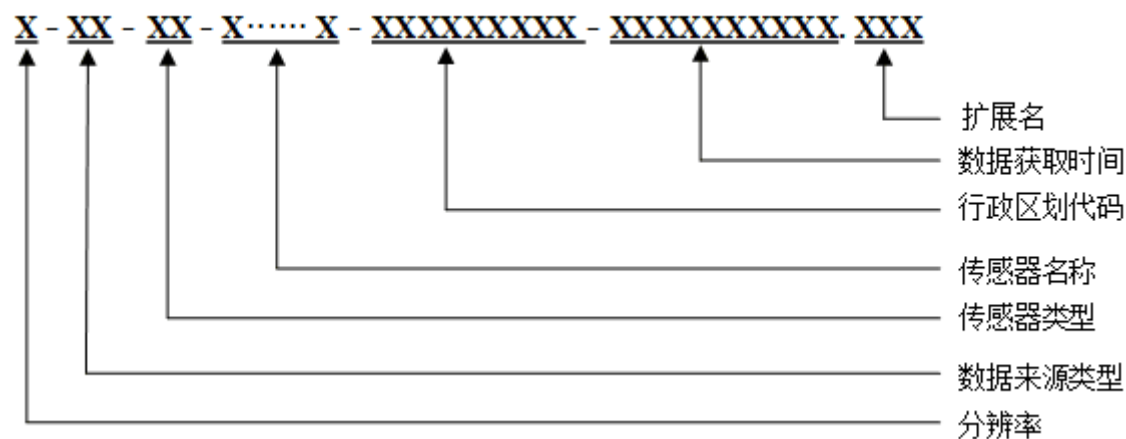 X - XX - XX - X…… X - XXXXXXXXX - XXXXXXXXXX. XXX
扩展名
数据获取时间
行政区划代码
传感器名称
传感器类型
数据来源类型
分辨率